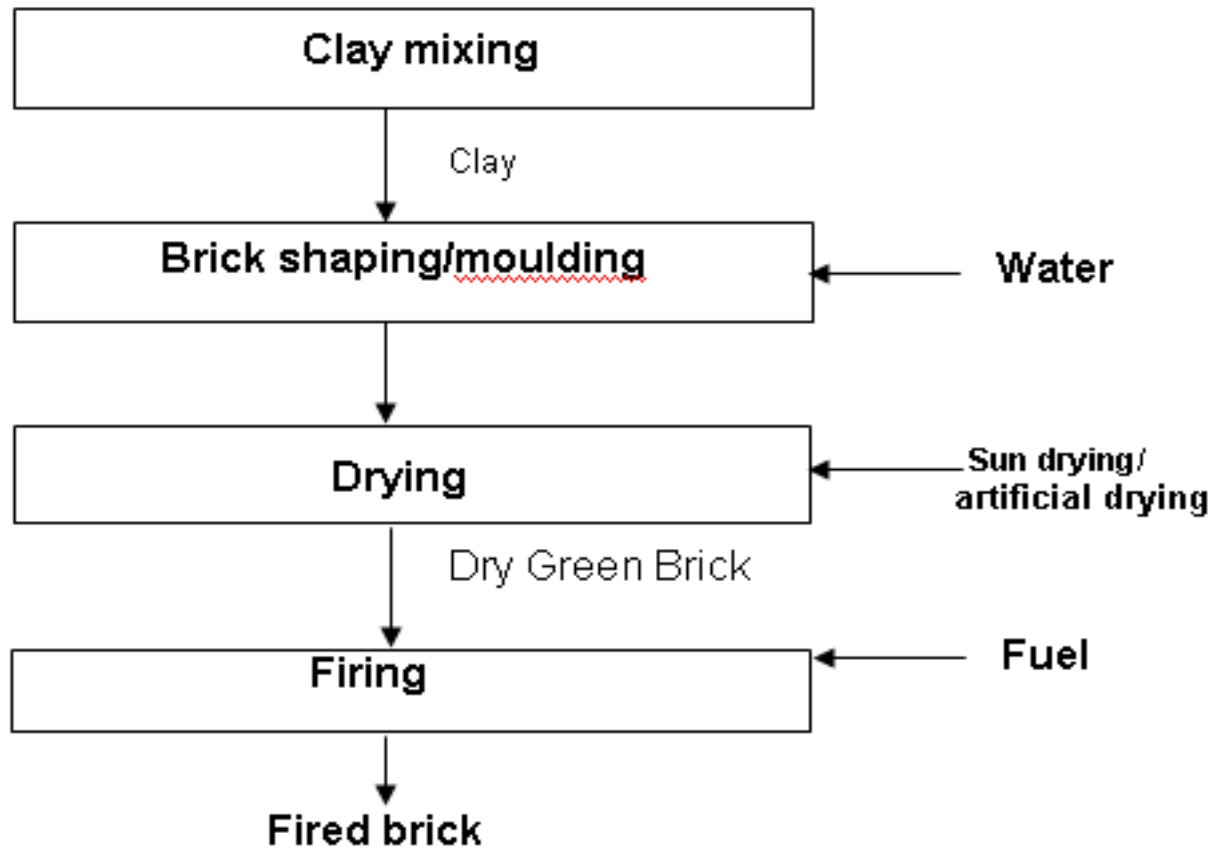 Clay mixing
Clay
Brick shaping/moulding
Water
Drying
Sun drying/
artificial drying
Dry Green Brick
Firing
Fuel
Fired brick